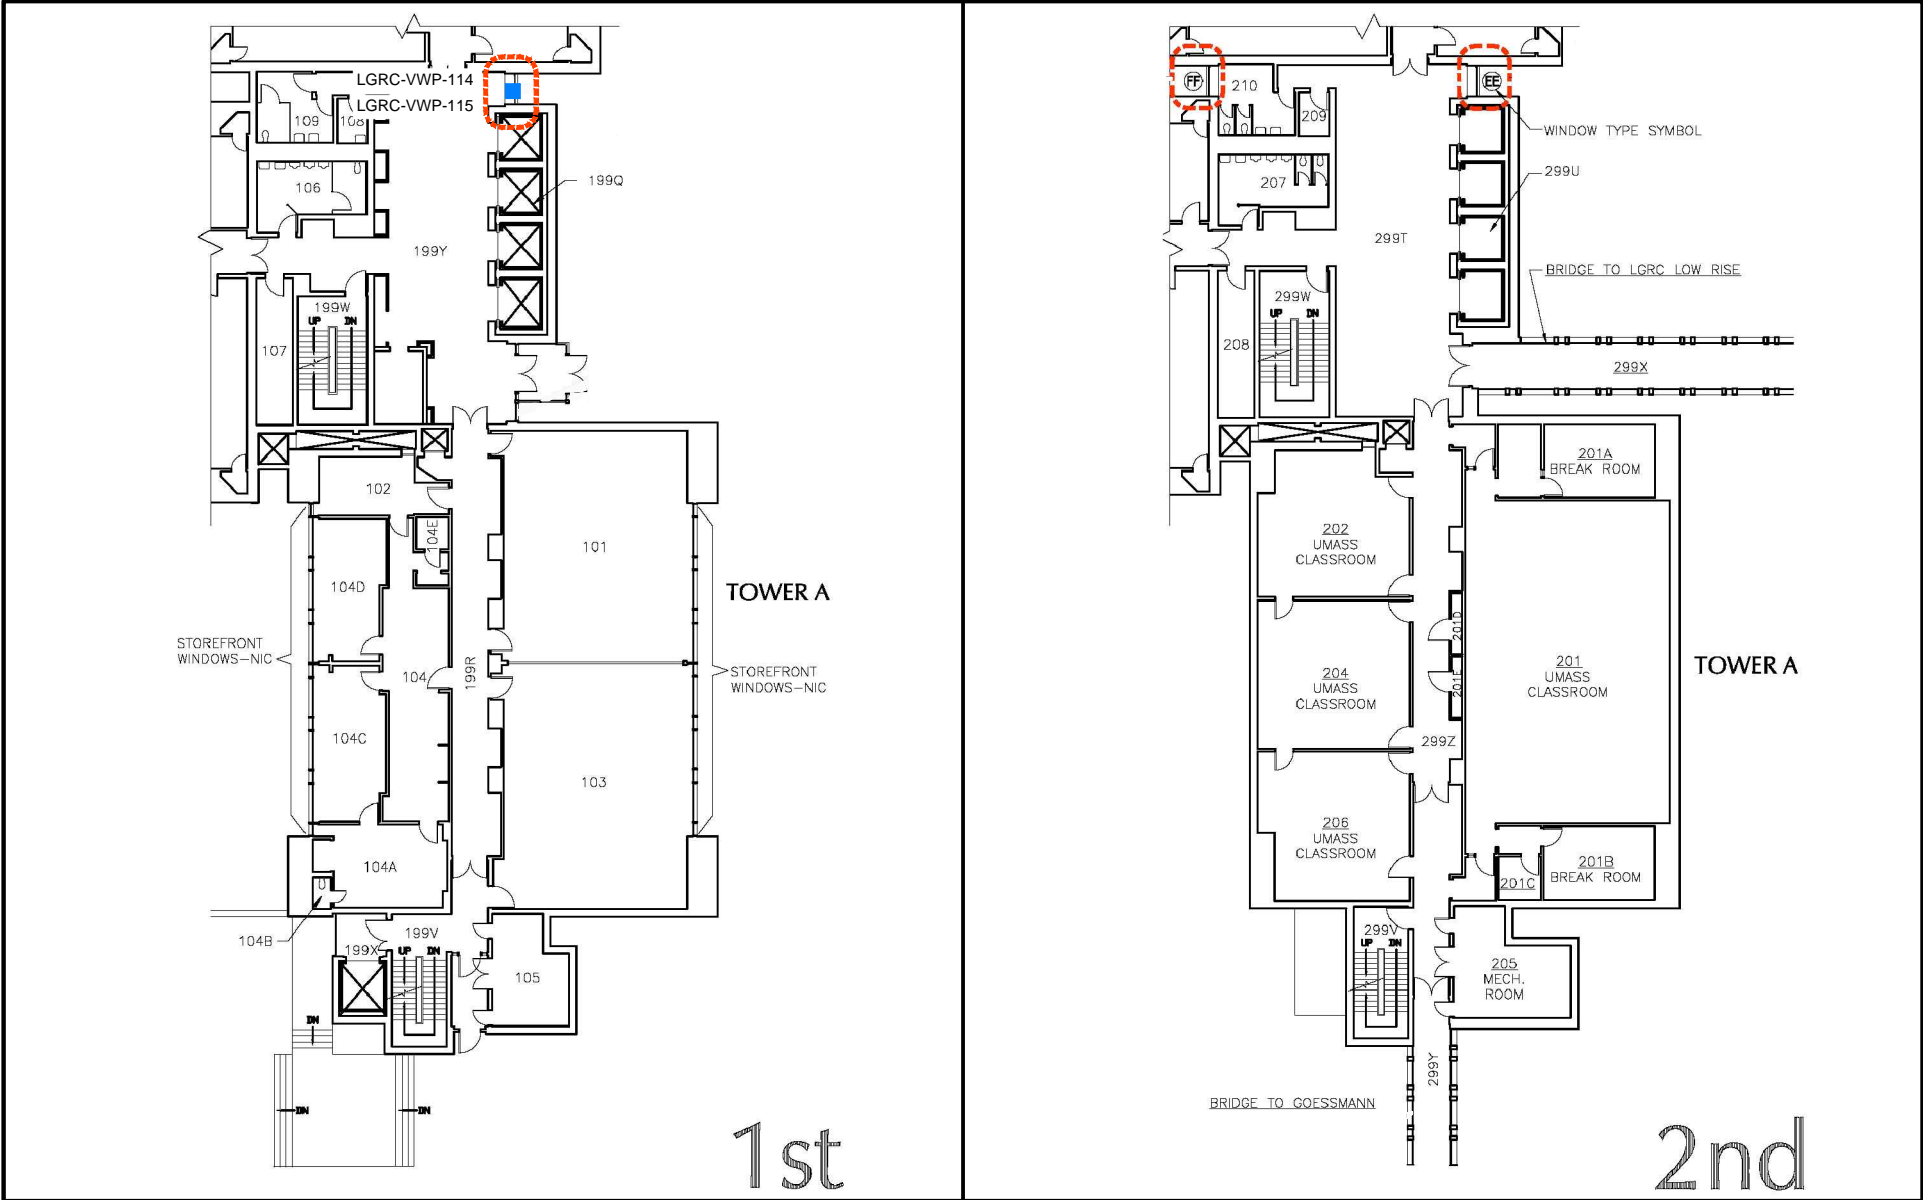 LGRC-VWP-114
LGRC-VWP-115
109
108
106
199Q
199Y
199W
UP DN
107
102
104E
101
104D
TOWER A
STOREFRONT
WINDOWS-NIC
199R
104
STOREFRONT
WINDOWS-NIC
104C
103
104A
104B
199X
199V
UP DN
105
DN
DN
DN
1st
FF
210
EE
209
WINDOW TYPE SYMBOL
207
299U
299T
BRIDGE TO LGRC LOW RISE
299W
UP DN
208
299X
201A
BREAK ROOM
202
UMASS
CLASSROOM
201D
204
UMASS
CLASSROOM
201E
201
UMASS
CLASSROOM
TOWER A
299Z
206
UMASS
CLASSROOM
201B
BREAK ROOM
201C
299V
UP DN
205
MECH.
ROOM
299Y
BRIDGE TO GOESSMANN
2nd